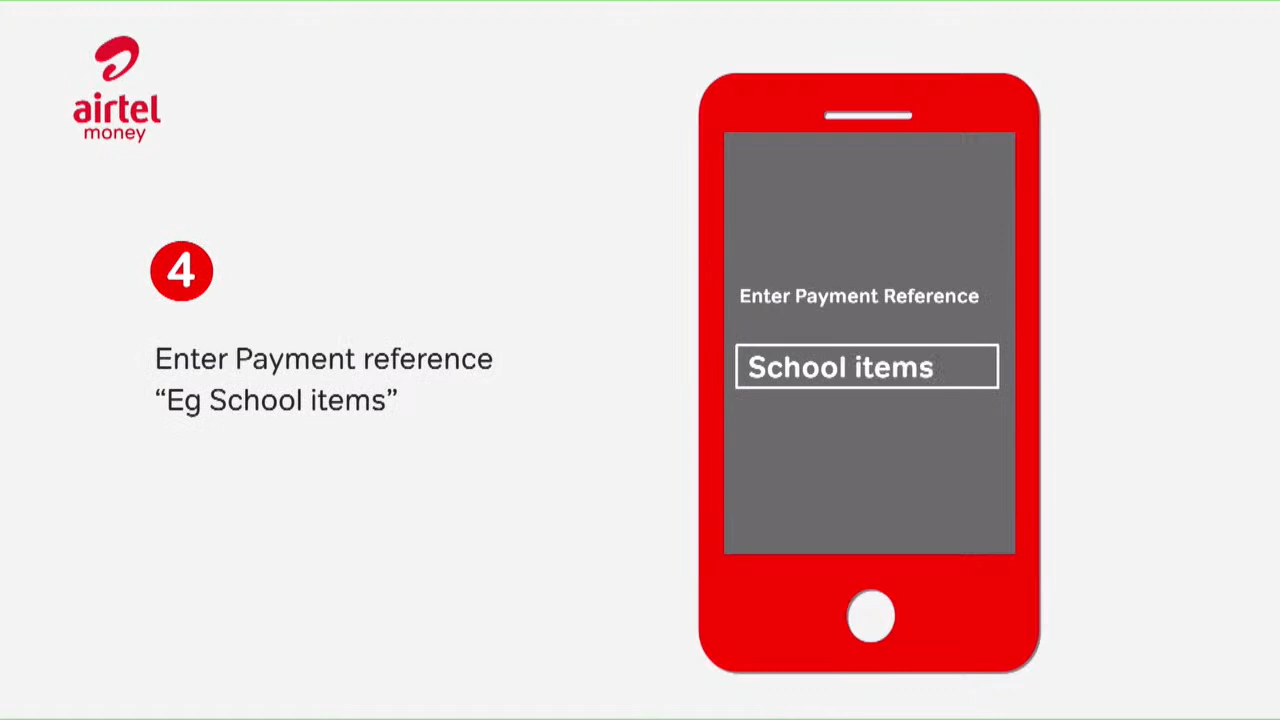 airtel
money
4
Enter Payment reference
“Eg School items”
Enter Payment Reference
School items